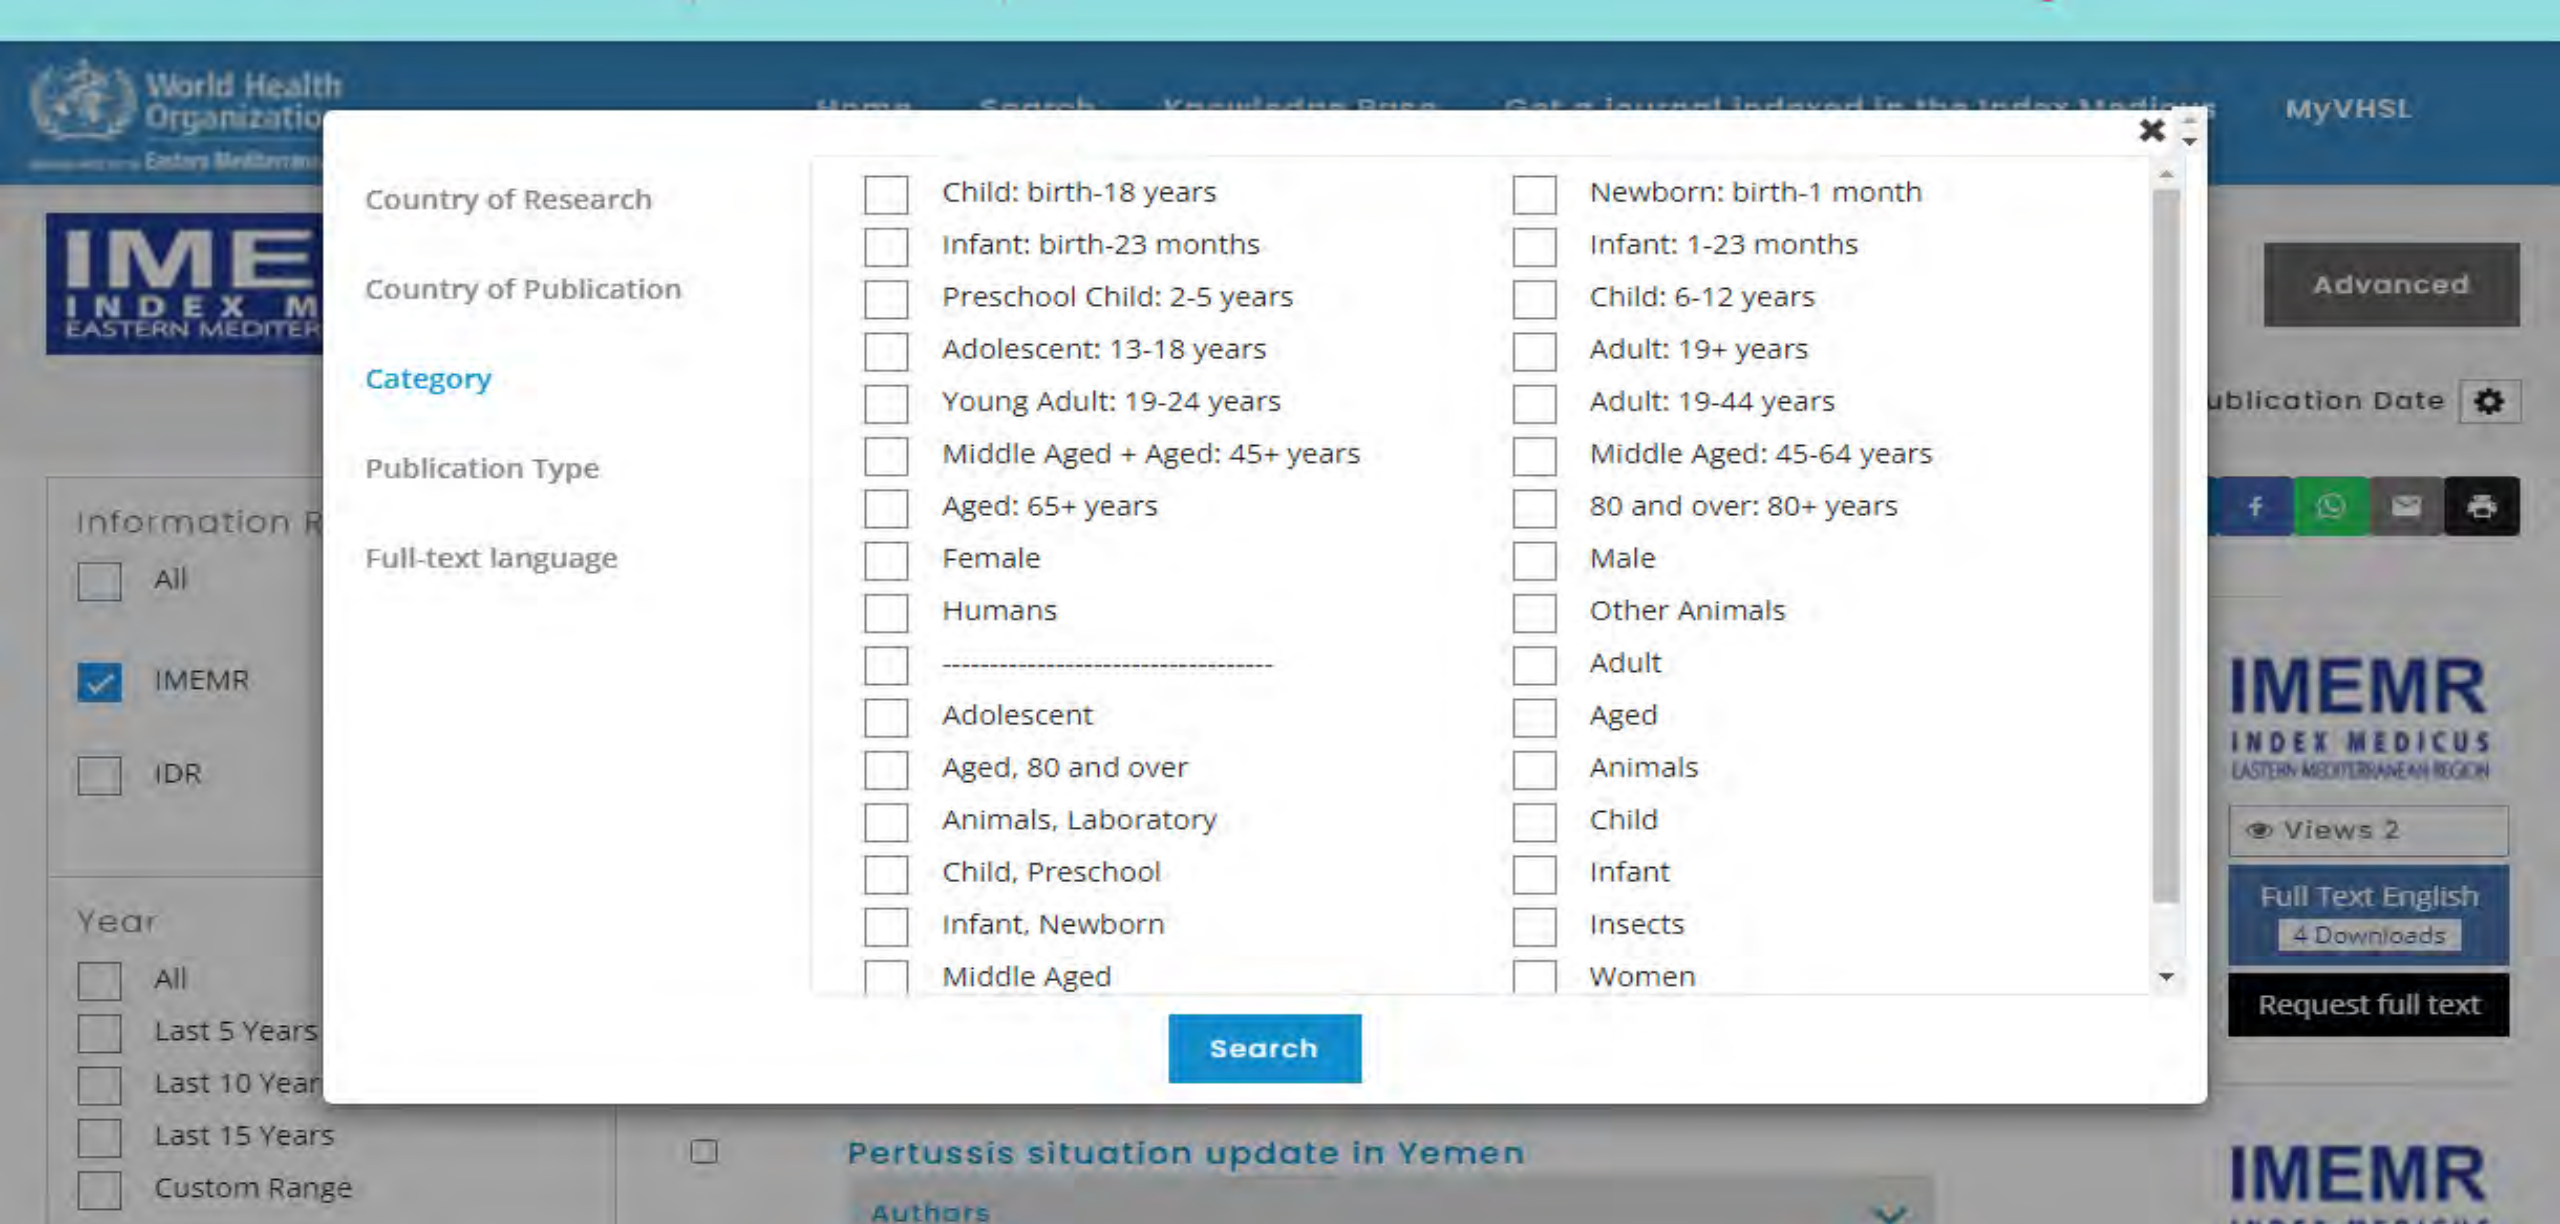 World Health
Organizatio
Home Search Knowledge Base Get a journal indexed in the Index Medicus MyVHSL
Country of Research
Country of Publication
Category
Publication Type
Full-text language
Child: birth-18 years Newborn: birth-1 month
Infant: birth-23 months Infant: 1-23 months
Preschool Child: 2-5 years Child: 6-12 years
Adolescent: 13-18 years Adult: 19+ years
Young Adult: 19-24 years Adult: 19-44 years
Middle Aged + Aged: 45+ years Middle Aged: 45-64 years
Aged: 65+ years 80 and over: 80+ years
Female Male
Humans Other Animals
----------------------------------- Adult
Adolescent Aged
Aged, 80 and over Animals
Animals, Laboratory Child
Child, Preschool Infant
Infant, Newborn Insects
Middle Aged Women
Search
IME
INDEX M
EASTERN MEDITER
Advanced
ublication Date
Information R
All
IMEMR
IDR
Year
All
Last 5 Years
Last 10 Year
Last 15 Years
Custom Range
IMEMR
INDEX MEDICUS
EASTERN MEDITERRANEAN REGION
Views 2
Full Text English
4 Downloads
Request full text
Pertussis situation update in Yemen
Authors
IMEMR